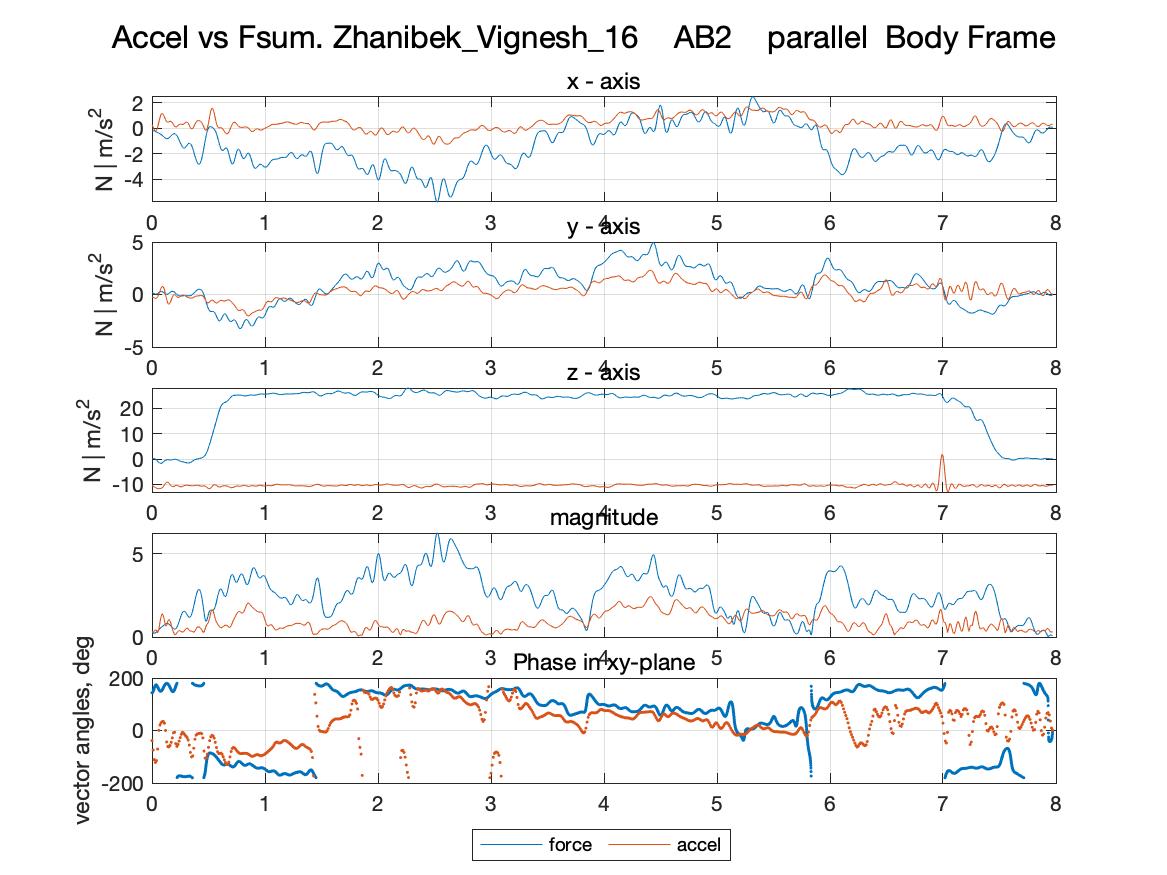 Accel vs Fsum. Zhanibek_Vignesh_16 AB2 parallel Body Frame
x - axis
N | m/s2
2
0
-2
-4
0 1 2 3 4 5 6 7 8
y - axis
N | m/s2
5
0
-5
0 1 2 3 4 5 6 7 8
z - axis
N | m/s2
20
10
0
-10
0 1 2 3 4 5 6 7 8
magnitude
5
0
0 1 2 3 4 5 6 7 8
Phase in xy-plane
vector angles, deg
200
0
-200
0 1 2 3 4 5 6 7 8
force accel